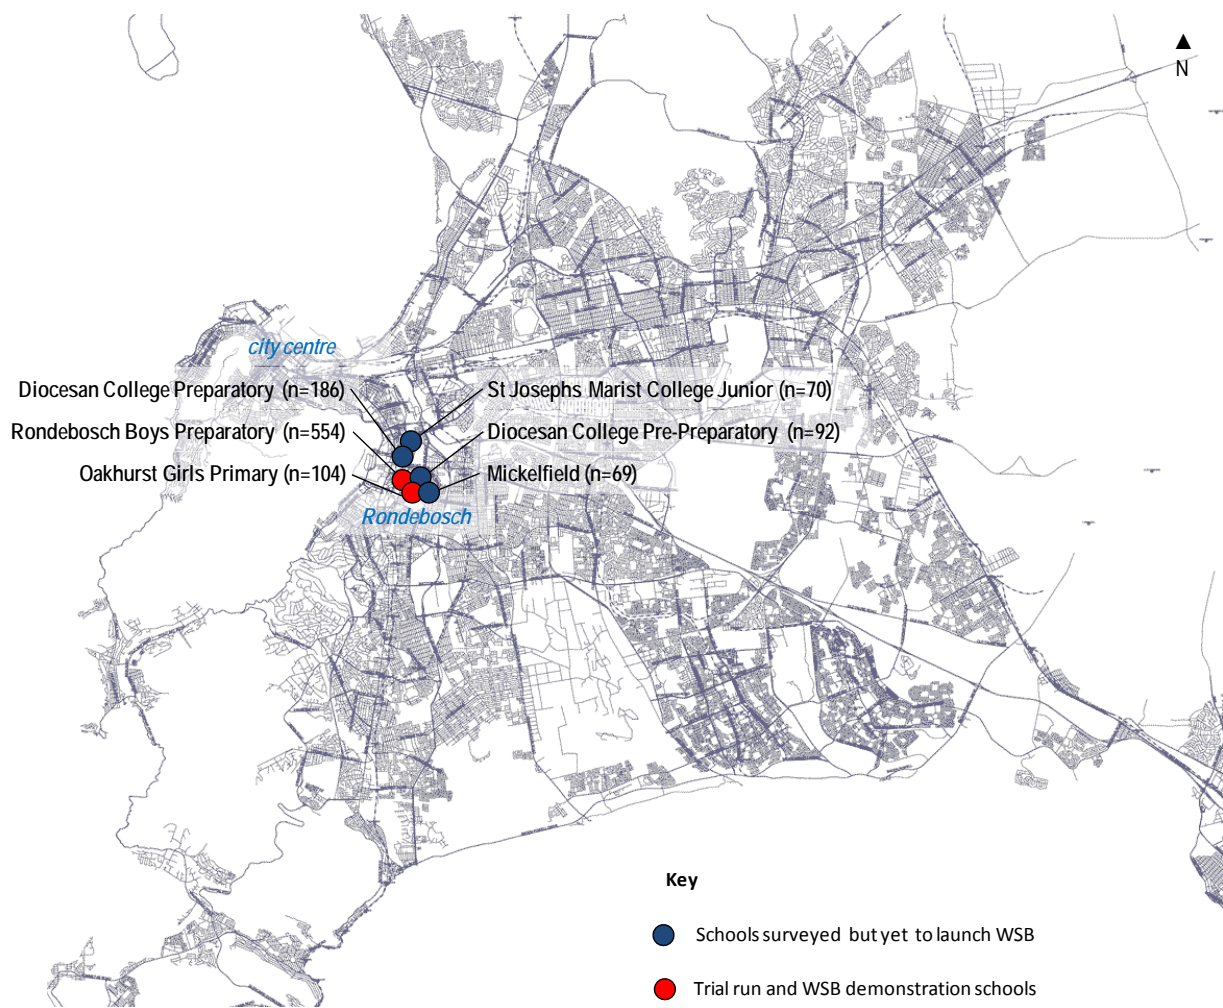 ▲
N
city centre
Diocesan College Preparatory (n=186)
St Josephs Marist College Junior (n=70)
Rondebosch Boys Preparatory (n=554)
Diocesan College Pre-Preparatory (n=92)
Oakhurst Girls Primary (n=104)
Mickelfield (n=69)
Rondebosch
Key
Schools surveyed but yet to launch WSB
Trial run and WSB demonstration schools